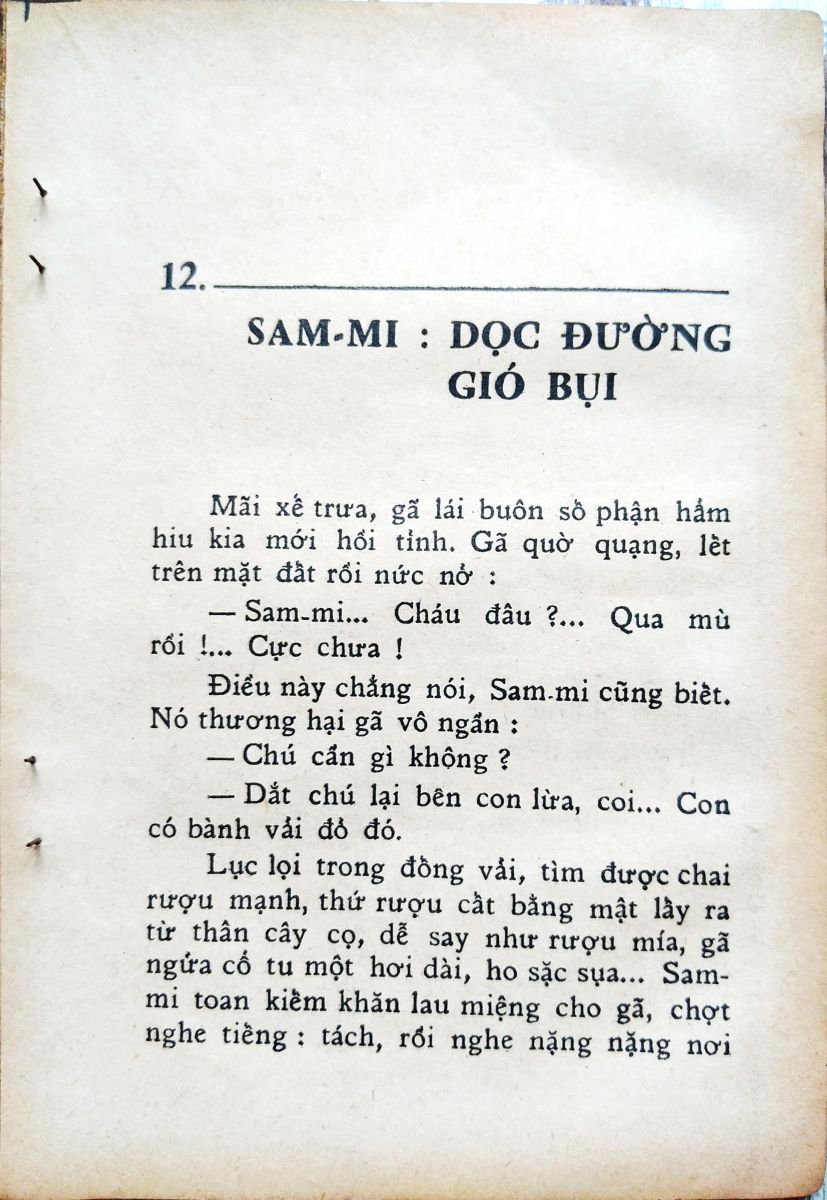 12.
SAM-MI : DỌC ĐƯỜNG
GIÓ BỤI
Mãi xế trưa, gã lái buôn số phận hẩm
hiu kia mới hồi tỉnh. Gã quờ quạng, lết
trên mặt đất rồi nức nở :
— Sam-mi... Cháu đâu ?... Qua mù
rồi !... Cực chưa !
Điều này chẳng nói, Sam-mi cũng biết.
Nó thương hại gã vô ngần :
— Chú cần gì không ?
— Dắt chú lại bên con lừa, coi... Con
có bành vải đỏ đó.
Lục lọi trong đống vải, tìm được chai
rượu mạnh, thứ rượu cất bằng mật lấy ra
từ thân cây cọ, dễ say như rượu mía, gã
ngửa cổ tu một hơi dài, ho sặc sụa... Sam-
mi toan kiếm khăn lau miệng cho gã, chợt
nghe tiếng : tách, rồi nghe nặng nặng nơi